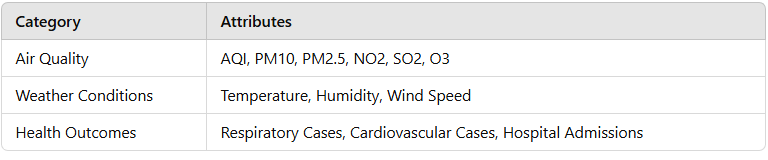 Category Attributes
Air Quality AQI, PM10, PM2.5, NO2, SO2, O3
Weather Conditions Temperature, Humidity, Wind Speed
Health Outcomes Respiratory Cases, Cardiovascular Cases, Hospital Admissions